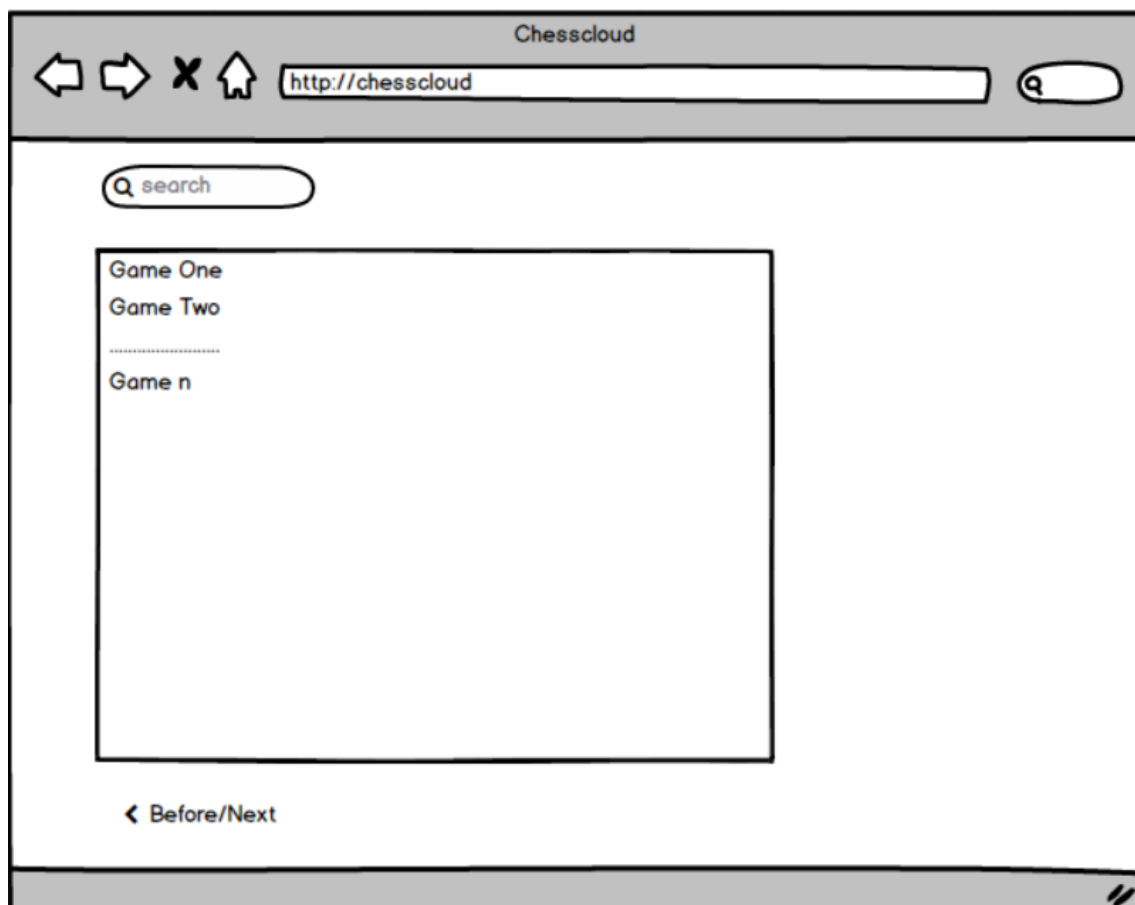 Chesscloud
http://chesscloud
search
Game One
Game Two
........................
Game n
Before/Next